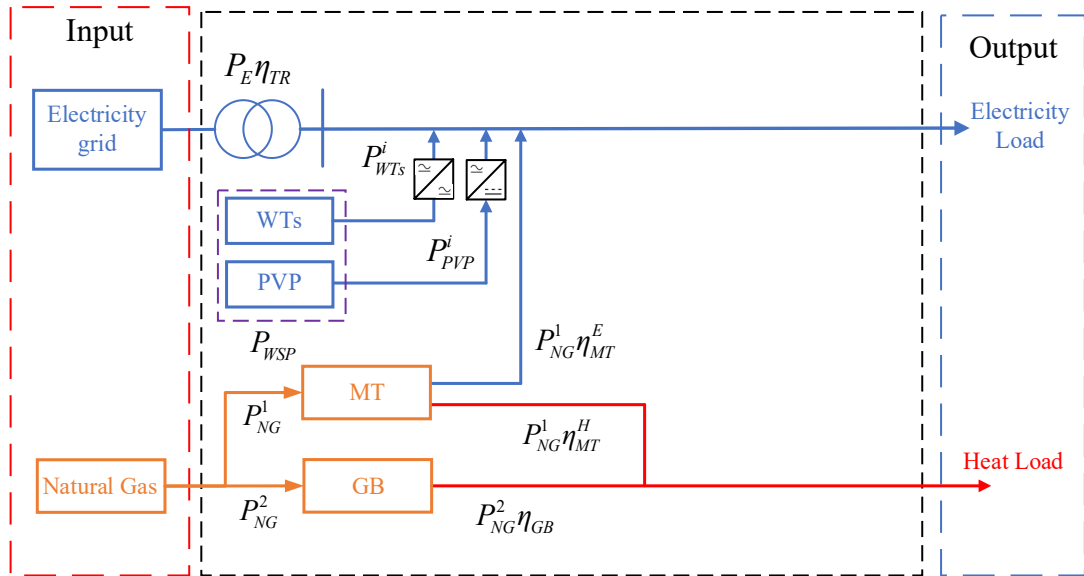 Input
Output
P_E η_TR
Electricity
grid
Electricity
Load
P^i_WTs
WTs
P^i_PVP
PVP
P_WSP
P^1_NG η^E_MT
MT
P^1_NG
P^1_NG η^H_MT
Heat Load
Natural Gas
GB
P^2_NG
P^2_NG η_GB